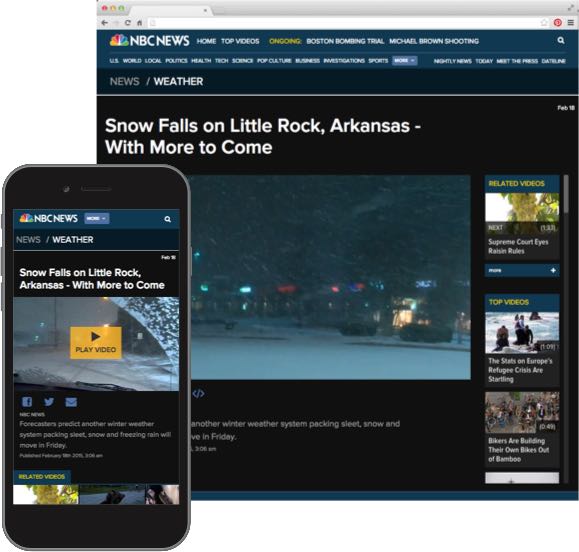 NBCNEWS HOME TOP VIDEOS ONGOING: BOSTON BOMBING TRIAL MICHAEL BROWN SHOOTING
U.S. WORLD LOCAL POLITICS HEALTH TECH SCIENCE POP CULTURE BUSINESS INVESTIGATIONS SPORTS MORE NIGHTLY NEWS TODAY MEET THE PRESS DATELINE
NEWS / WEATHER
Feb 18
Snow Falls on Little Rock, Arkansas -
With More to Come
RELATED VIDEOS
NEXT (1:33)
Supreme Court Eyes
Raisin Rules
more +
TOP VIDEOS
(1:09)
The Stats on Europe's
Refugee Crisis Are
Startling
(0:49)
Bikers Are Building
Their Own Bikes Out
of Bamboo
</>
another winter weather system packing sleet, snow and
ve in Friday.
5, 3:06 am
NBCNEWS MORE
NEWS / WEATHER
Feb 18
Snow Falls on Little Rock,
Arkansas - With More to Come
PLAY VIDEO
NBC NEWS
Forecasters predict another winter weather
system packing sleet, snow and freezing rain will
move in Friday.
Published February 18th 2015, 3:06 am
RELATED VIDEOS